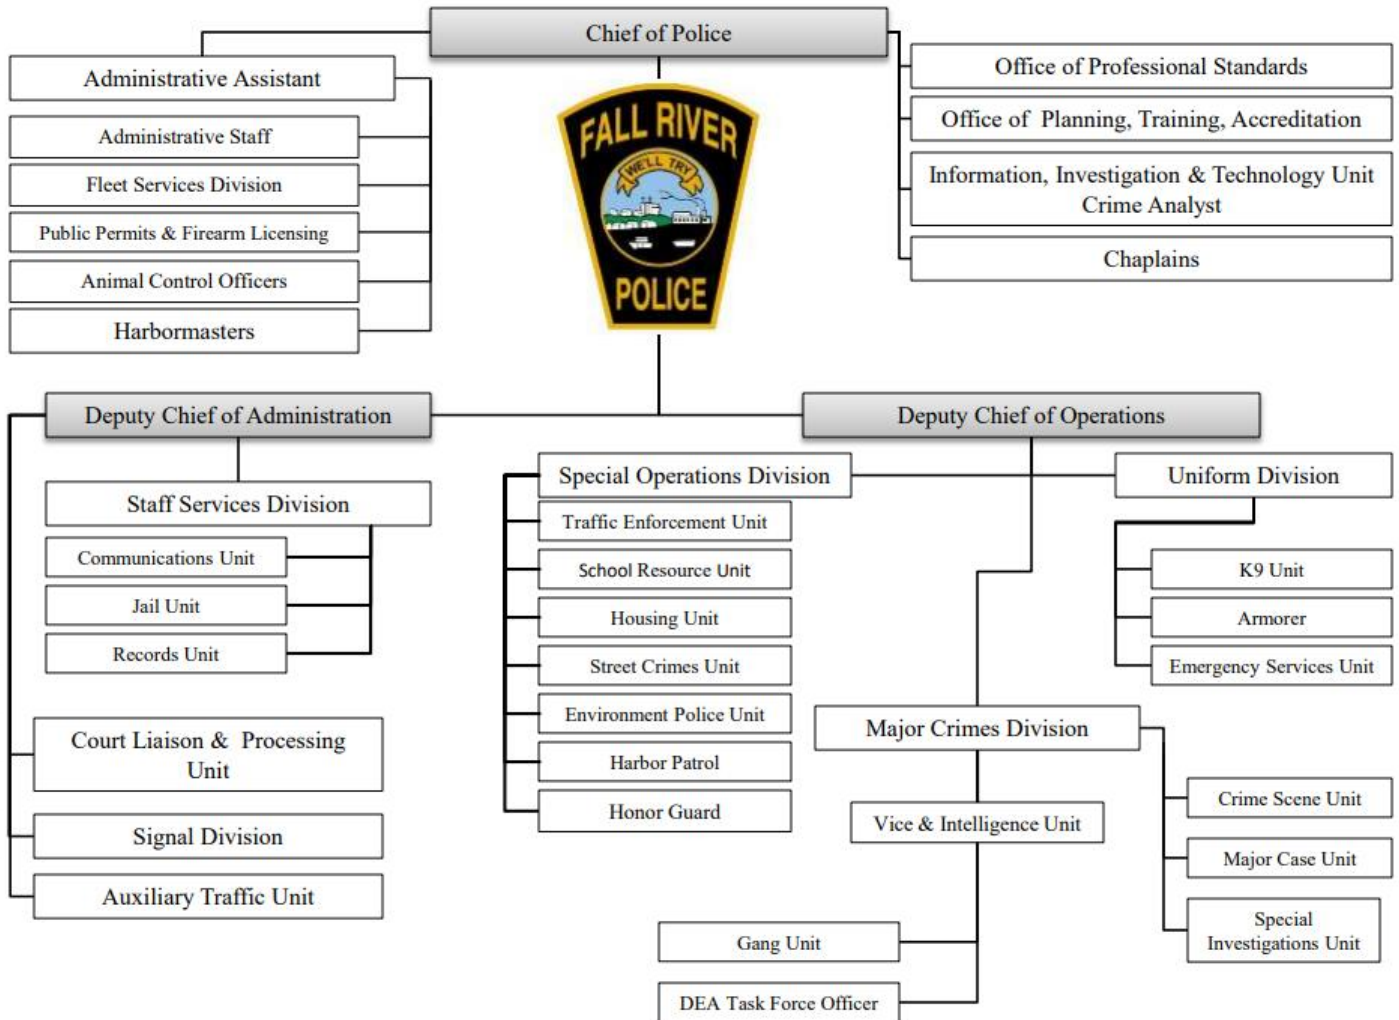 Chief of Police
Administrative Assistant
Administrative Staff
Fleet Services Division
Public Permits & Firearm Licensing
Animal Control Officers
Harbormasters
FALL RIVER
WE'LL TRY
POLICE
Office of Professional Standards
Office of Planning, Training, Accreditation
Information, Investigation & Technology Unit
Crime Analyst
Chaplains
Deputy Chief of Administration
Staff Services Division
Communications Unit
Jail Unit
Records Unit
Court Liaison & Processing
Unit
Signal Division
Auxiliary Traffic Unit
Deputy Chief of Operations
Special Operations Division
Traffic Enforcement Unit
School Resource Unit
Housing Unit
Street Crimes Unit
Environment Police Unit
Harbor Patrol
Honor Guard
Uniform Division
K9 Unit
Armorer
Emergency Services Unit
Major Crimes Division
Vice & Intelligence Unit
Gang Unit
DEA Task Force Officer
Crime Scene Unit
Major Case Unit
Special
Investigations Unit